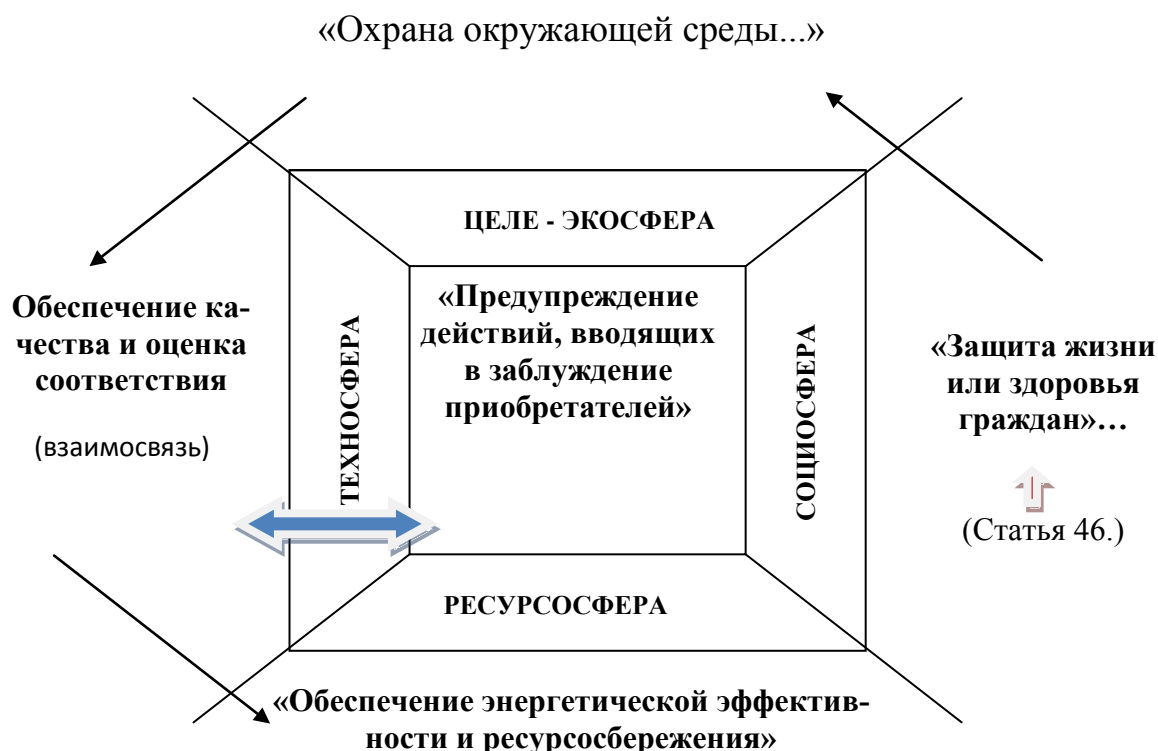 «Охрана окружающей среды...»
ЦЕЛЕ - ЭКОСФЕРА
Обеспечение ка-
чества и оценка
соответствия
(взаимосвязь)
ТЕХНОСФЕРА
«Предупреждение
действий, вводящих
в заблуждение
приобретателей»
СОЦИОСФЕРА
«Защита жизни
или здоровья
граждан»…
(Статья 46.)
РЕСУРСОСФЕРА
«Обеспечение энергетической эффектив-
ности и ресурсосбережения»